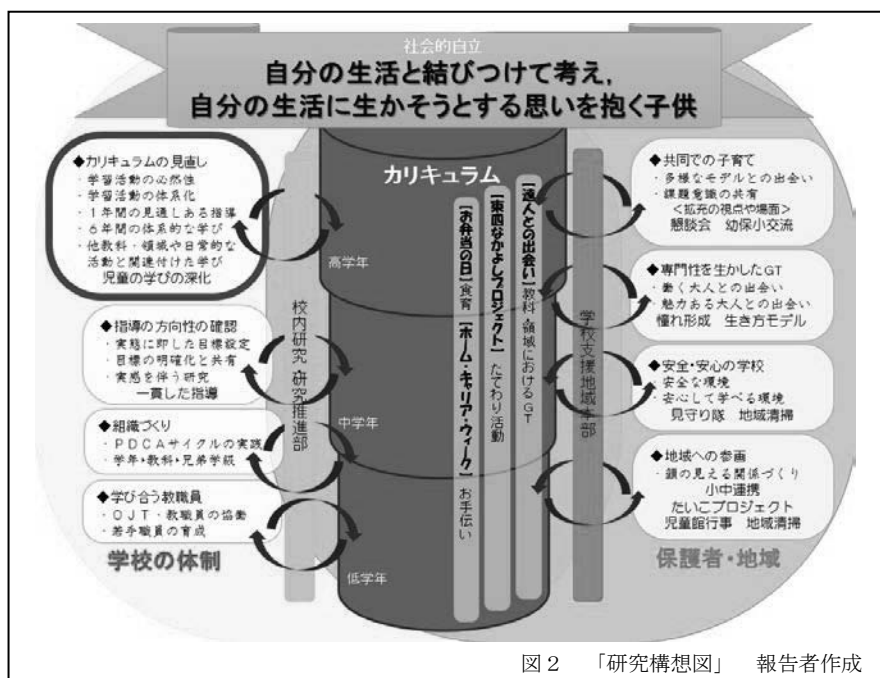 社会的自立
自分の生活と結びつけて考え，
自分の生活に生かそうとする思いを抱く子供
◆カリキュラムの見直し
・学習活動の必然性
・学習活動の体系化
・１年間の見通しある指導
・６年間の体系的な学び
・他教科・領域や日常的な
活動と関連付けた学び
児童の学びの深化
◆指導の方向性の確認
・実態に即した目標設定
・目標の明確化と共有
・実感を伴う研究
一貫した指導
◆組織づくり
・ＰＤＣＡサイクルの実践
・学年・教科・兄弟学級
◆学び合う教職員
・ＯＪＴ・教職員の協働
・若手職員の育成
学校の体制
校内研究・研究推進部
カリキュラム
高学年
中学年
低学年
【達人との出会い】教科・領域におけるＧＴ
【東四なかよしプロジェクト】たてわり活動
【お弁当の日】食育　【ホーム・キャリア・ウィーク】お手伝い
学校支援地域本部
◆共同での子育て
・多様なモデルとの出会い
・課題意識の共有
＜拡充の視点や場面＞
懇談会　幼保小交流
◆専門性を生かしたＧＴ
・働く大人との出会い
・魅力ある大人との出会い
憧れ形成　生き方モデル
◆安全・安心の学校
・安全な環境
・安心して学べる環境
見守り隊　地域清掃
◆地域への参画
・顔の見える関係づくり
小中連携
たいこプロジェクト
児童館行事　地域清掃
保護者・地域
図２　「研究構想図」　報告者作成